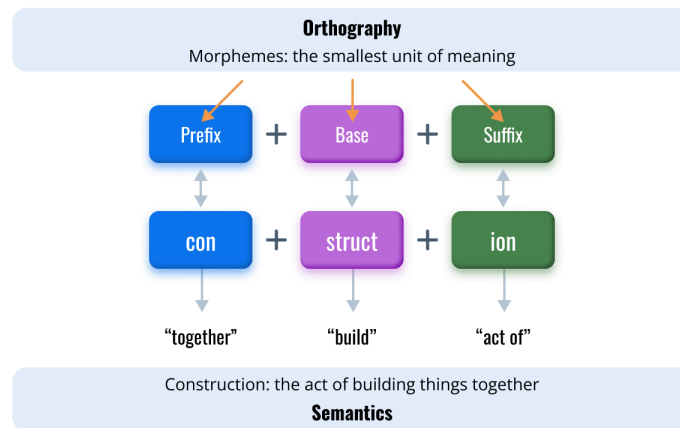 Orthography
Morphemes: the smallest unit of meaning
Prefix + Base + Suffix
con + struct + ion
“together” “build” “act of”
Construction: the act of building things together
Semantics